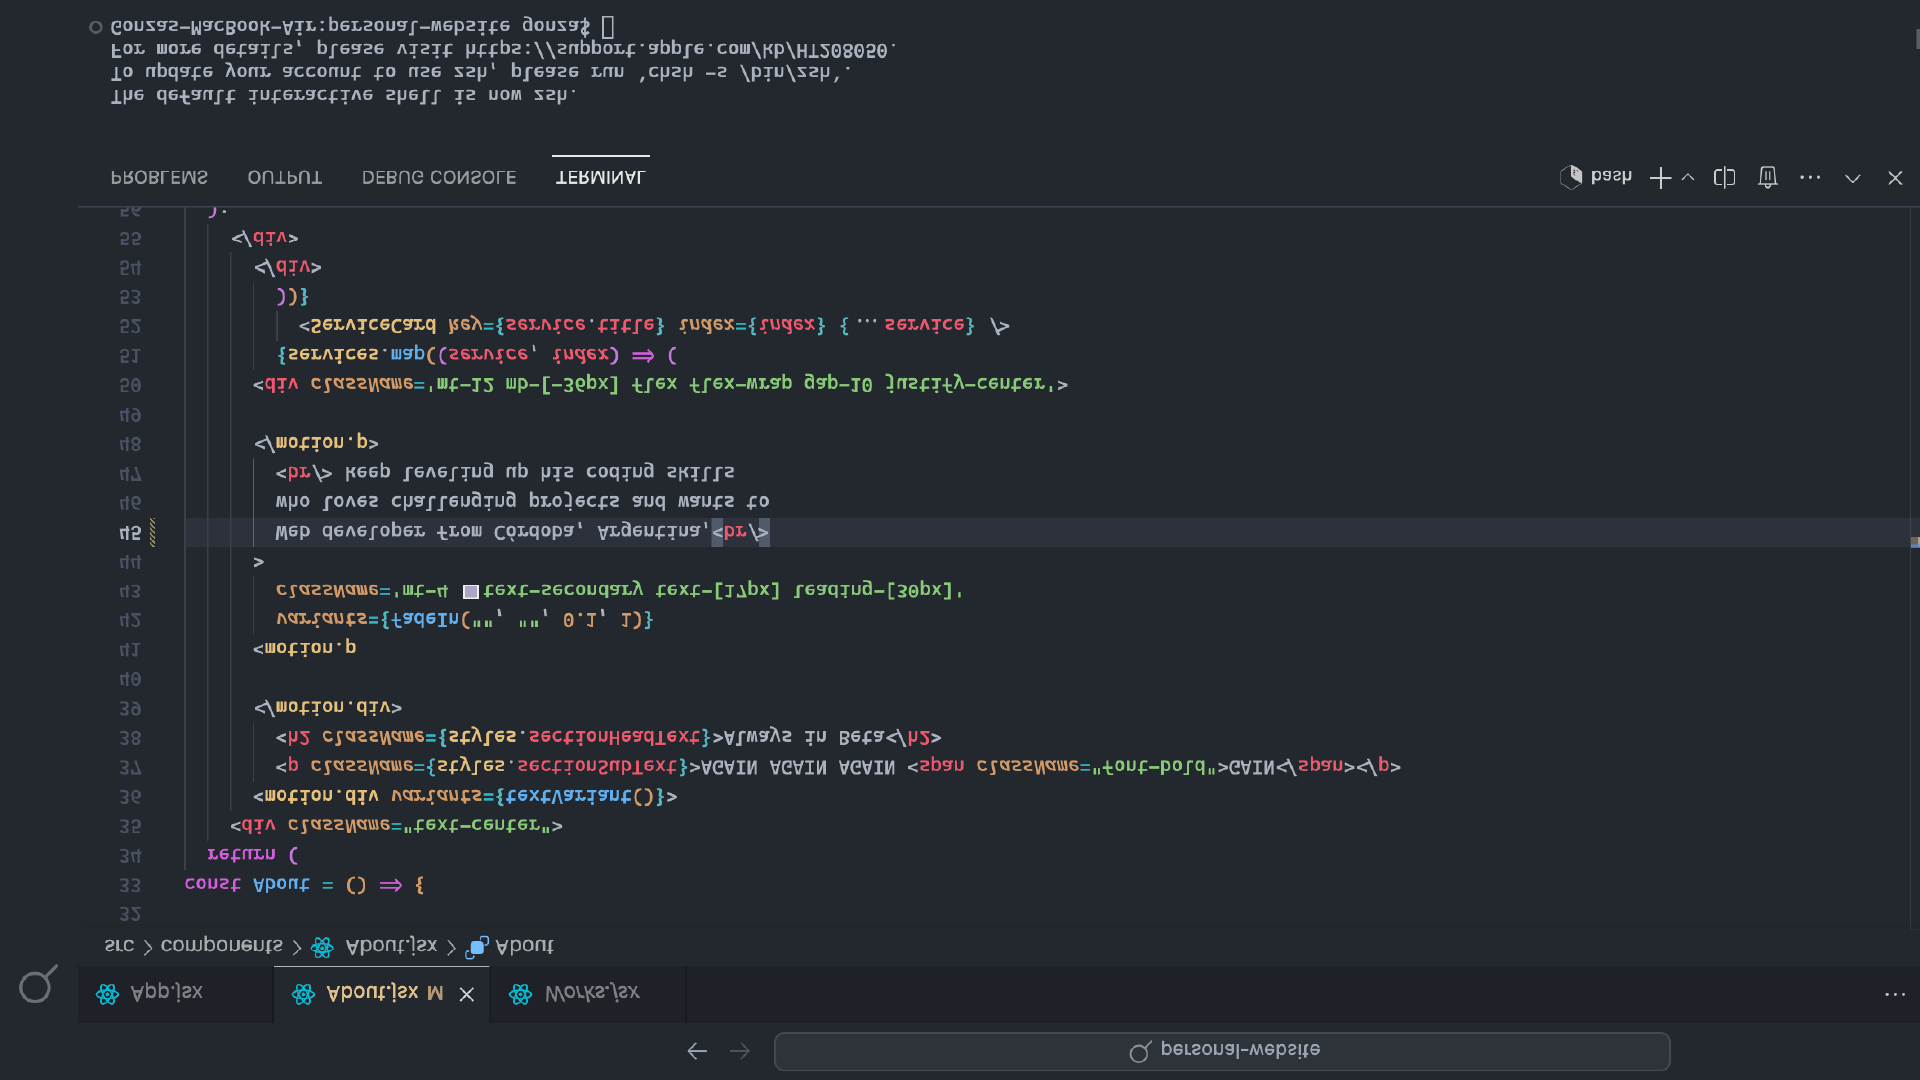 personal-website
App.jsx
About.jsx M
Works.jsx
src > components > About.jsx > About
32
33 const About = () => {
34 return (
35 <div className="text-center">
36 <motion.div variants={textVariant()}>
37 <p className={styles.sectionSubText}>AGAIN AGAIN AGAIN <span className="font-bold">GAIN</span></p>
38 <h2 className={styles.sectionHeadText}>Always in Beta</h2>
39 </motion.div>
40
41 <motion.p
42 variants={fadeIn("", "", 0.1, 1)}
43 className='mt-4 text-secondary text-[17px] leading-[30px]'
44 >
45 Web developer from Córdoba, Argentina,<br/>
46 who loves challenging projects and wants to
47 <br/> keep leveling up his coding skills
48 </motion.p>
49
50 <div className='mt-12 mb-[-36px] flex flex-wrap gap-10 justify-center'>
51 {services.map((service, index) => (
52 <ServiceCard key={service.title} index={index} {...service} />
53 ))}
54 </div>
55 </div>
56 );
PROBLEMS OUTPUT DEBUG CONSOLE TERMINAL bash
The default interactive shell is now zsh.
To update your account to use zsh, please run `chsh -s /bin/zsh`.
For more details, please visit https://support.apple.com/kb/HT208050.
Gonzas-MacBook-Air:personal-website gonza$